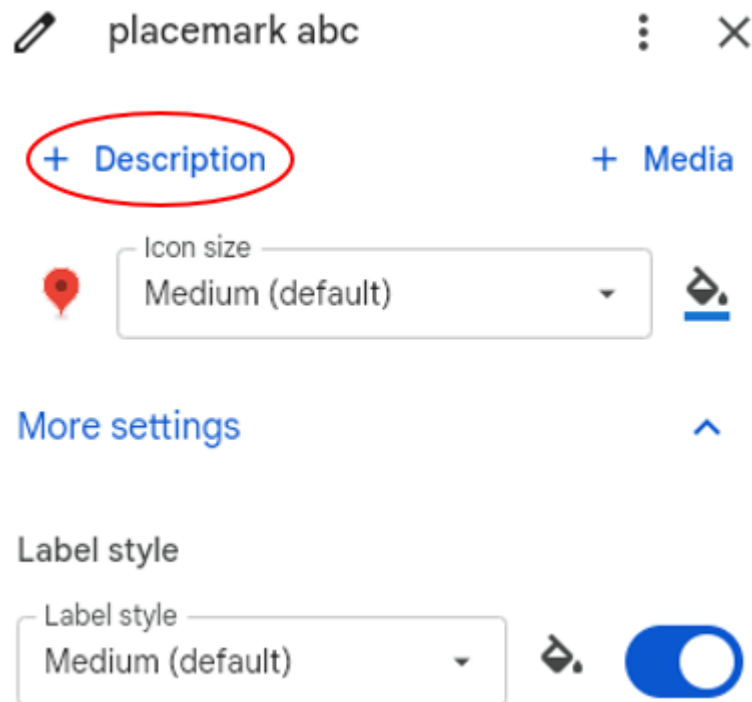 placemark abc
+ Description + Media
Icon size
Medium (default)
More settings
Label style
Label style
Medium (default)